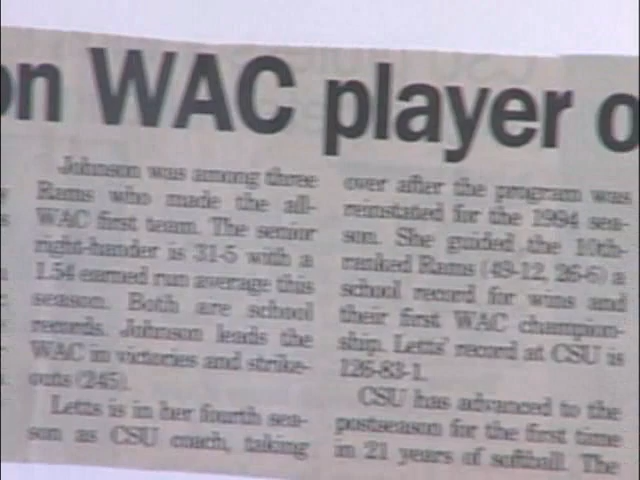 on WAC player o
Johnson was among three
Rams who made the all-
WAC first team. The senior
right-hander is 31-5 with a
1.54 earned run average this
season. Both are school
records. Johnson leads the
WAC in victories and strike-
outs (245).
Letts is in her fourth sea-
son as CSU coach, taking
over after the program was
reinstated for the 1994 sea-
son. She guided the 10th-
ranked Rams (49-12, 26-6) a
school record for wins and
their first WAC champion-
ship. Letts' record at CSU is
126-83-1.
CSU has advanced to the
postseason for the first time
in 21 years of softball. The